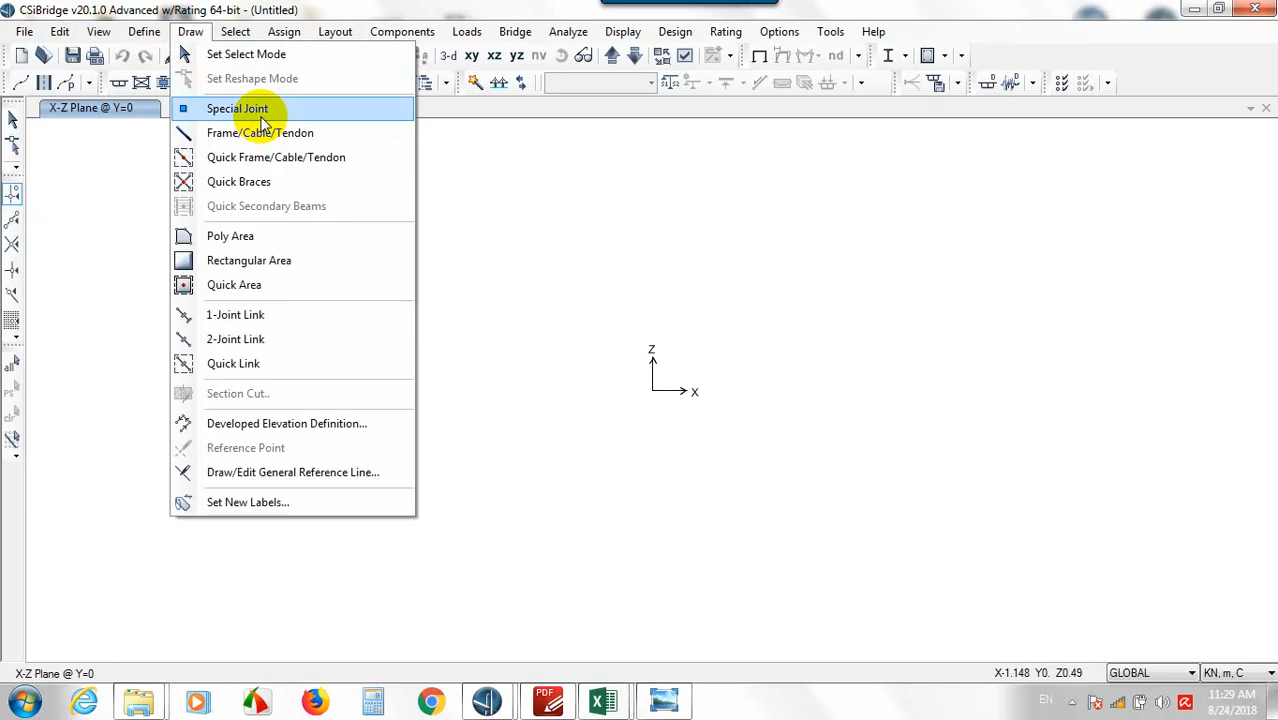 CSiBridge v20.1.0 Advanced w/Rating 64-bit - (Untitled)
File Edit View Define Draw Select Assign Layout Components Loads Bridge Analyze Display Design Rating Options Tools Help
3-d xy xz yz nv nd
X-Z Plane @ Y=0
Set Select Mode
Set Reshape Mode
Special Joint
Frame/Cable/Tendon
Quick Frame/Cable/Tendon
Quick Braces
Quick Secondary Beams
Poly Area
Rectangular Area
Quick Area
1-Joint Link
2-Joint Link
Quick Link
Section Cut..
Developed Elevation Definition...
Reference Point
Draw/Edit General Reference Line...
Set New Labels...
Z
X
all
PS
clr
X-Z Plane @ Y=0 X-1.148 Y0. Z0.49 GLOBAL KN, m, C
PDF
EN
11:29 AM
8/24/2018